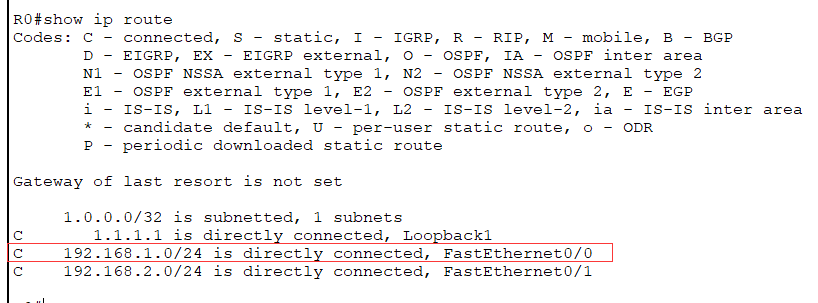 R0#show ip route
Codes: C - connected, S - static, I - IGRP, R - RIP, M - mobile, B - BGP
       D - EIGRP, EX - EIGRP external, O - OSPF, IA - OSPF inter area
       N1 - OSPF NSSA external type 1, N2 - OSPF NSSA external type 2
       E1 - OSPF external type 1, E2 - OSPF external type 2, E - EGP
       i - IS-IS, L1 - IS-IS level-1, L2 - IS-IS level-2, ia - IS-IS inter area
       * - candidate default, U - per-user static route, o - ODR
       P - periodic downloaded static route
Gateway of last resort is not set
     1.0.0.0/32 is subnetted, 1 subnets
C       1.1.1.1 is directly connected, Loopback1
C    192.168.1.0/24 is directly connected, FastEthernet0/0
C    192.168.2.0/24 is directly connected, FastEthernet0/1